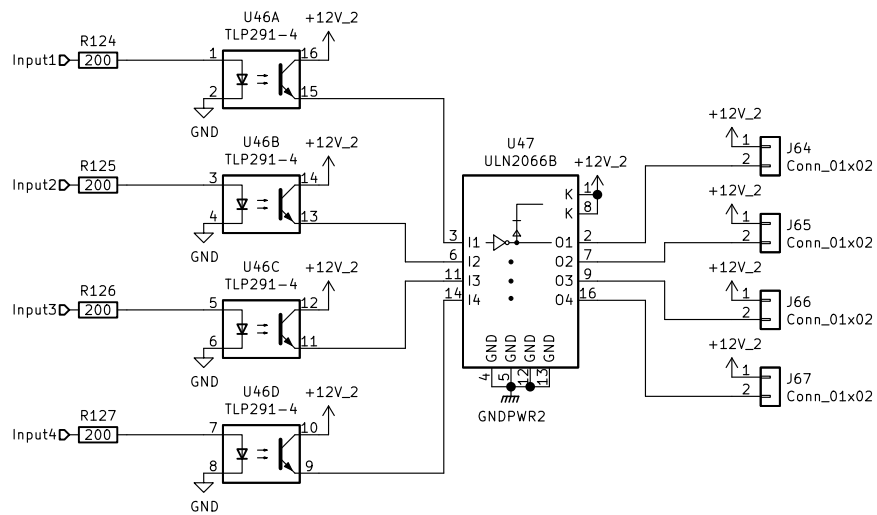 U46A
TLP291-4
+12V_2
R124
Input1
200
1
2
16
15
GND
U46B
TLP291-4
+12V_2
R125
Input2
200
3
4
14
13
GND
U46C
TLP291-4
+12V_2
R126
Input3
200
5
6
12
11
GND
U46D
TLP291-4
+12V_2
R127
Input4
200
7
8
10
9
GND
U47
ULN2066B
+12V_2
K 1
K 8
3 I1
O1 2
6 I2
O2 7
11 I3
O3 9
14 I4
O4 16
GND GND GND GND
4 5 12 13
GNDPWR2
+12V_2
1
2
J64
Conn_01x02
+12V_2
1
2
J65
Conn_01x02
+12V_2
1
2
J66
Conn_01x02
+12V_2
1
2
J67
Conn_01x02